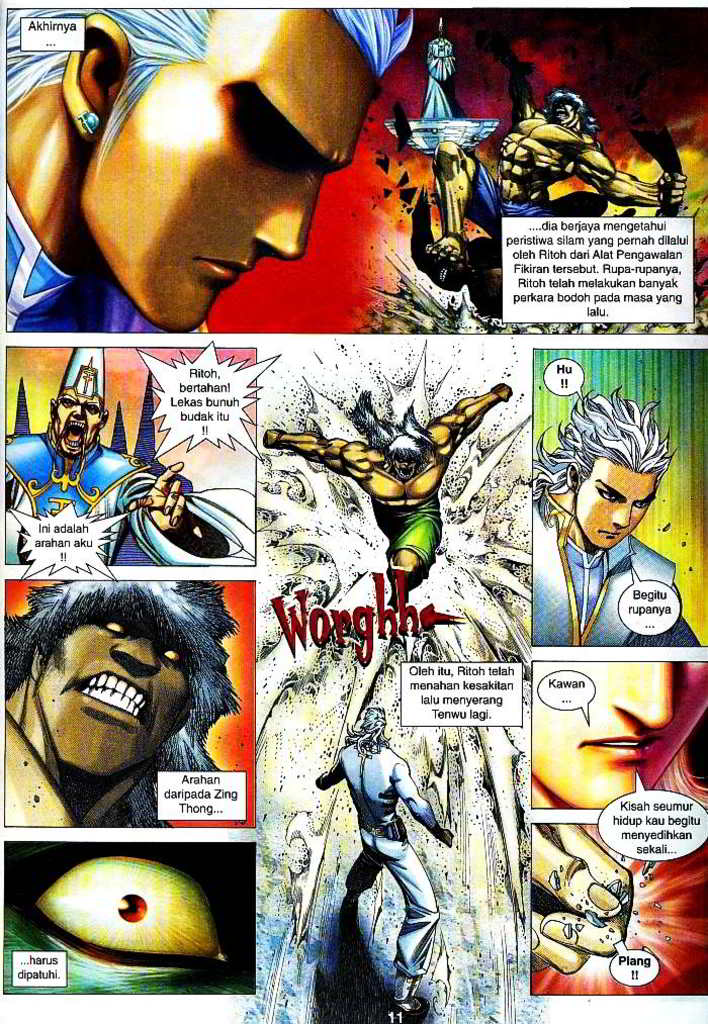 Akhirnya
...
....dia berjaya mengetahui
peristiwa silam yang pernah dilalui
oleh Ritoh dari Alat Pengawalan
Fikiran tersebut. Rupa-rupanya,
Ritoh telah melakukan banyak
perkara bodoh pada masa yang
lalu.
Ritoh,
bertahan!
Lekas bunuh
budak itu
!!
Ini adalah
arahan aku
!!
Arahan
daripada Zing
Thong...
...harus
dipatuhi.
Worghh
Oleh itu, Ritoh telah
menahan kesakitan
lalu menyerang
Tenwu lagi.
Hu
!!
Begitu
rupanya
...
Kawan
...
Kisah seumur
hidup kau begitu
menyedihkan
sekali...
Piang
!!
11